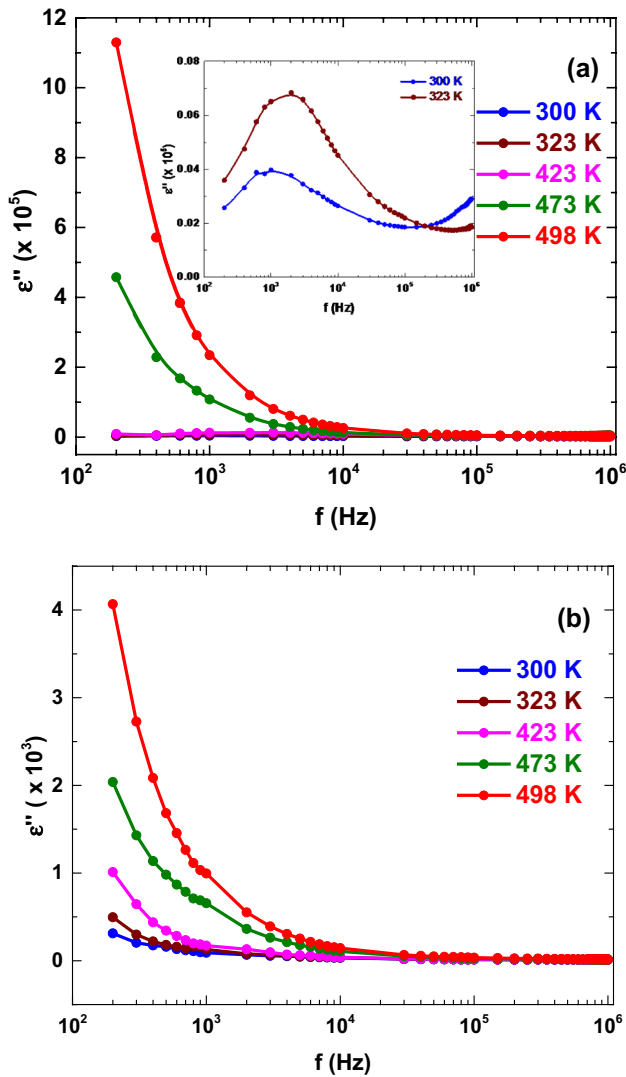 12
10
8
6
4
2
0
ε'' (x 10⁵)
(a)
300 K
323 K
423 K
473 K
498 K
0.08
0.06
0.04
0.02
0.00
ε'' (x 10⁵)
300 K
323 K
10² 10³ 10⁴ 10⁵ 10⁶
f (Hz)
10² 10³ 10⁴ 10⁵ 10⁶
f (Hz)
4
3
2
1
0
ε'' ( x 10³)
(b)
300 K
323 K
423 K
473 K
498 K
10² 10³ 10⁴ 10⁵ 10⁶
f (Hz)